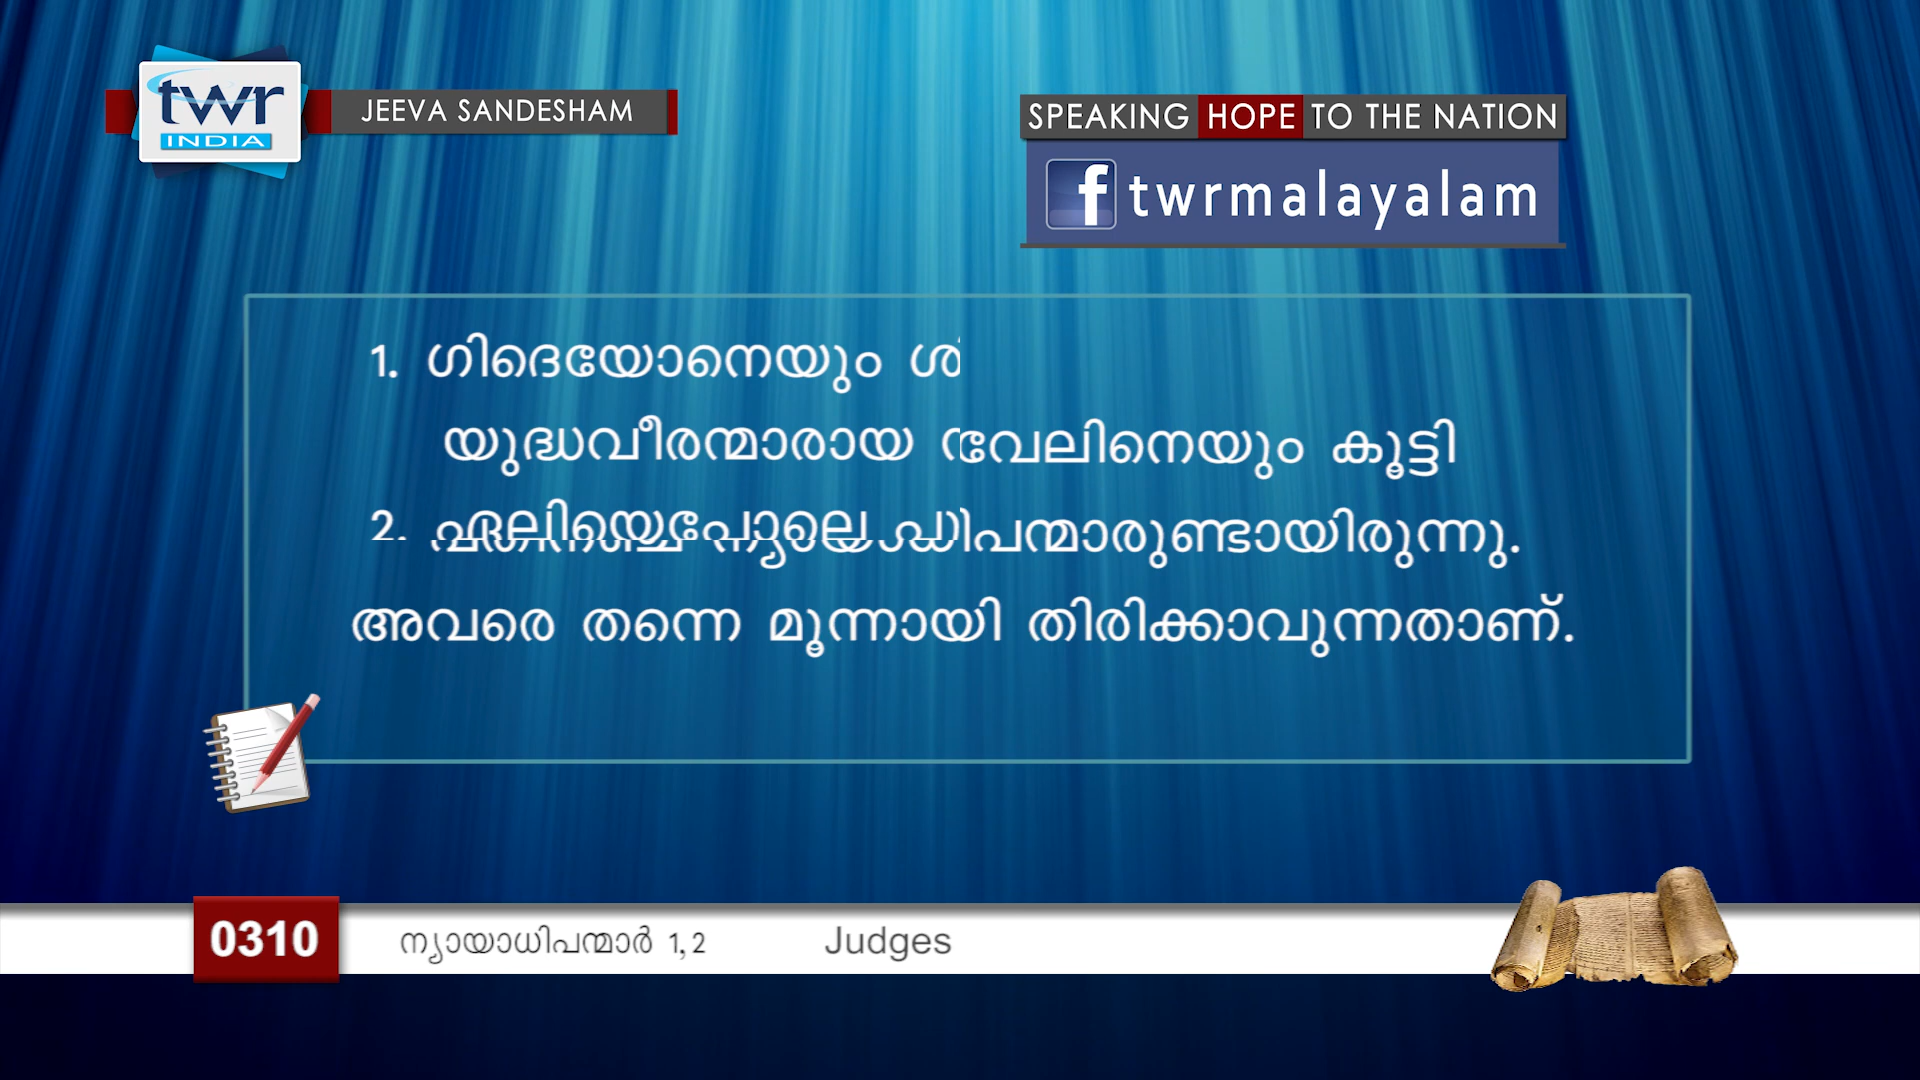 twr
INDIA
JEEVA SANDESHAM
SPEAKING HOPE TO THE NATION
twrmalayalam
1. ഗിദെയോനെയും
യുദ്ധവീരന്മാരായ വേലിനെയും കൂട്ടി
2. ഏലിയെപോലെ പിപന്മാരുണ്ടായിരുന്നു.
അവരെ തന്നെ മൂന്നായി തിരിക്കാവുന്നതാണ്.
0310
ന്യായാധിപന്മാർ 1,2 Judges